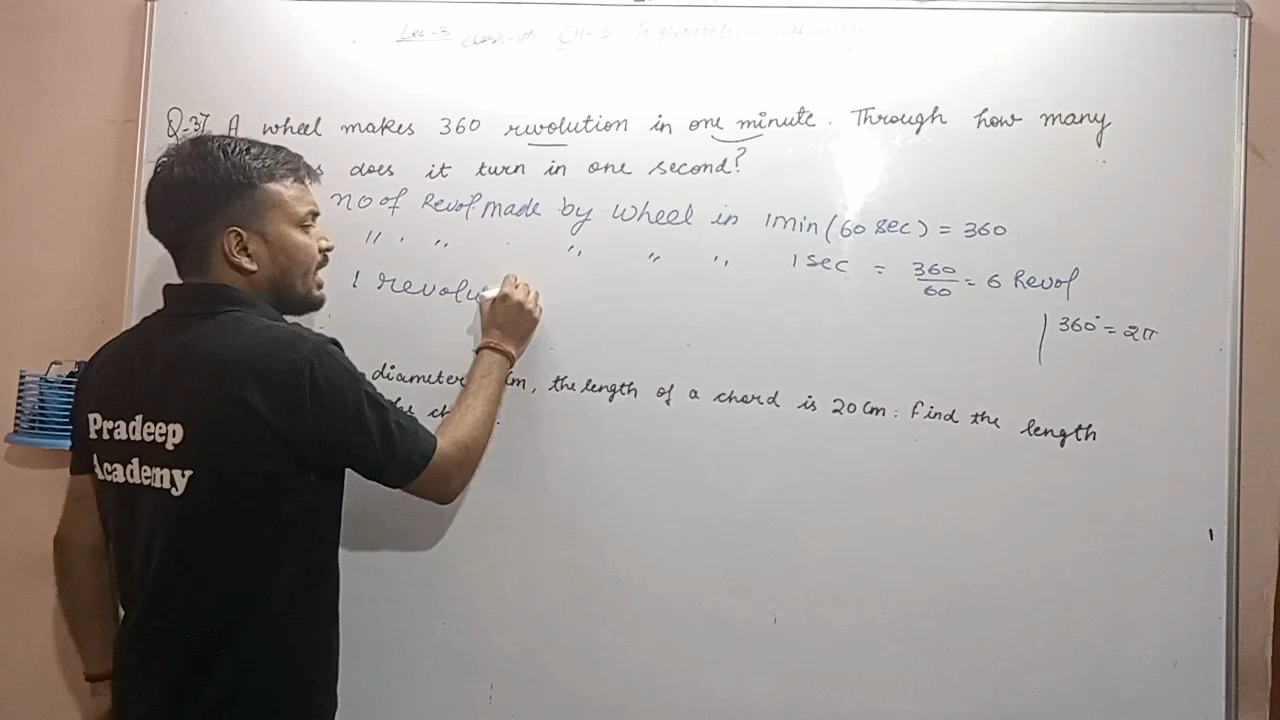 Lec-3 Class-11th CH-3
Q-37 A wheel makes 360 revolution in one minute. Through how many
does it turn in one second?
no of Revol. made by wheel in 1min (60 sec) = 360
" " " " " " 1 sec = 360/60 = 6 Revol
1 revolu
360° = 2π
diameter cm, the length of a chord is 20 cm. Find the length
Pradeep
Academy